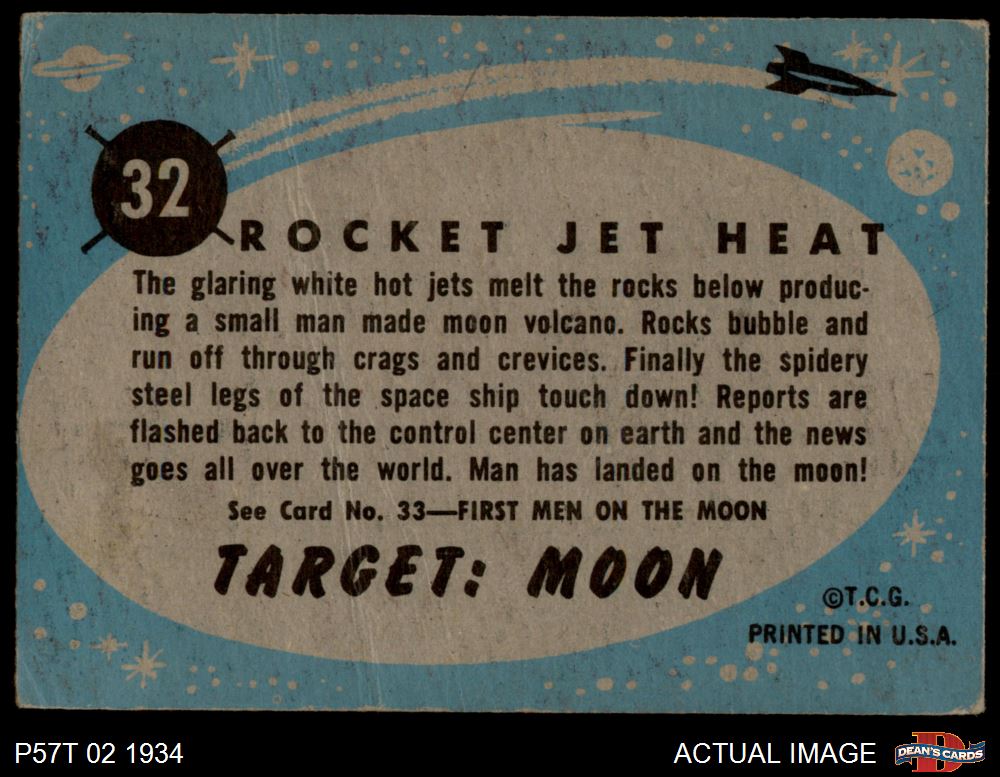 32
ROCKET JET HEAT
The glaring white hot jets melt the rocks below produc-
ing a small man made moon volcano. Rocks bubble and
run off through crags and crevices. Finally the spidery
steel legs of the space ship touch down! Reports are
flashed back to the control center on earth and the news
goes all over the world. Man has landed on the moon!
See Card No. 33—FIRST MEN ON THE MOON
TARGET: MOON
©T.C.G.
PRINTED IN U.S.A.
P57T 02 1934
ACTUAL IMAGE
DEAN'S CARDS